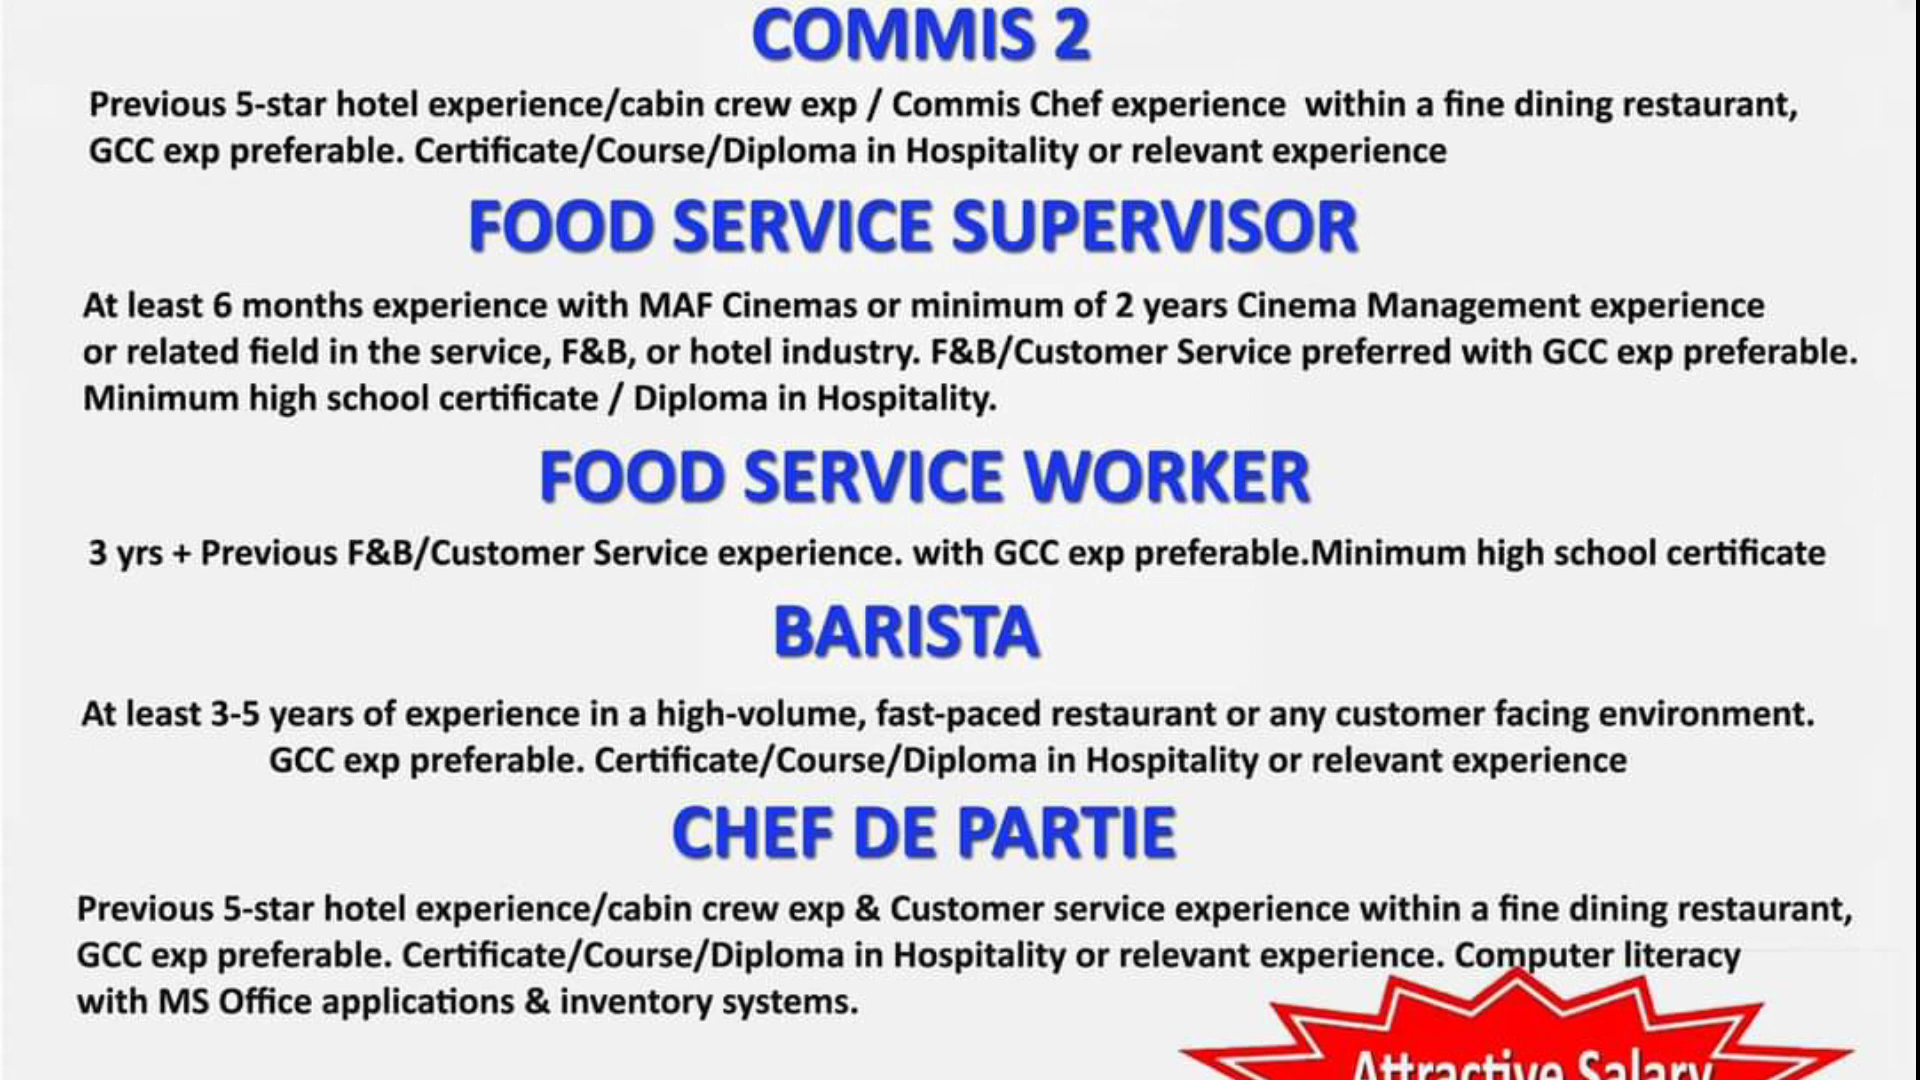 COMMIS 2
Previous 5-star hotel experience/cabin crew exp / Commis Chef experience within a fine dining restaurant,
GCC exp preferable. Certificate/Course/Diploma in Hospitality or relevant experience
FOOD SERVICE SUPERVISOR
At least 6 months experience with MAF Cinemas or minimum of 2 years Cinema Management experience
or related field in the service, F&B, or hotel industry. F&B/Customer Service preferred with GCC exp preferable.
Minimum high school certificate / Diploma in Hospitality.
FOOD SERVICE WORKER
3 yrs + Previous F&B/Customer Service experience. with GCC exp preferable.Minimum high school certificate
BARISTA
At least 3-5 years of experience in a high-volume, fast-paced restaurant or any customer facing environment.
GCC exp preferable. Certificate/Course/Diploma in Hospitality or relevant experience
CHEF DE PARTIE
Previous 5-star hotel experience/cabin crew exp & Customer service experience within a fine dining restaurant,
GCC exp preferable. Certificate/Course/Diploma in Hospitality or relevant experience. Computer literacy
with MS Office applications & inventory systems.
Attractive Salary